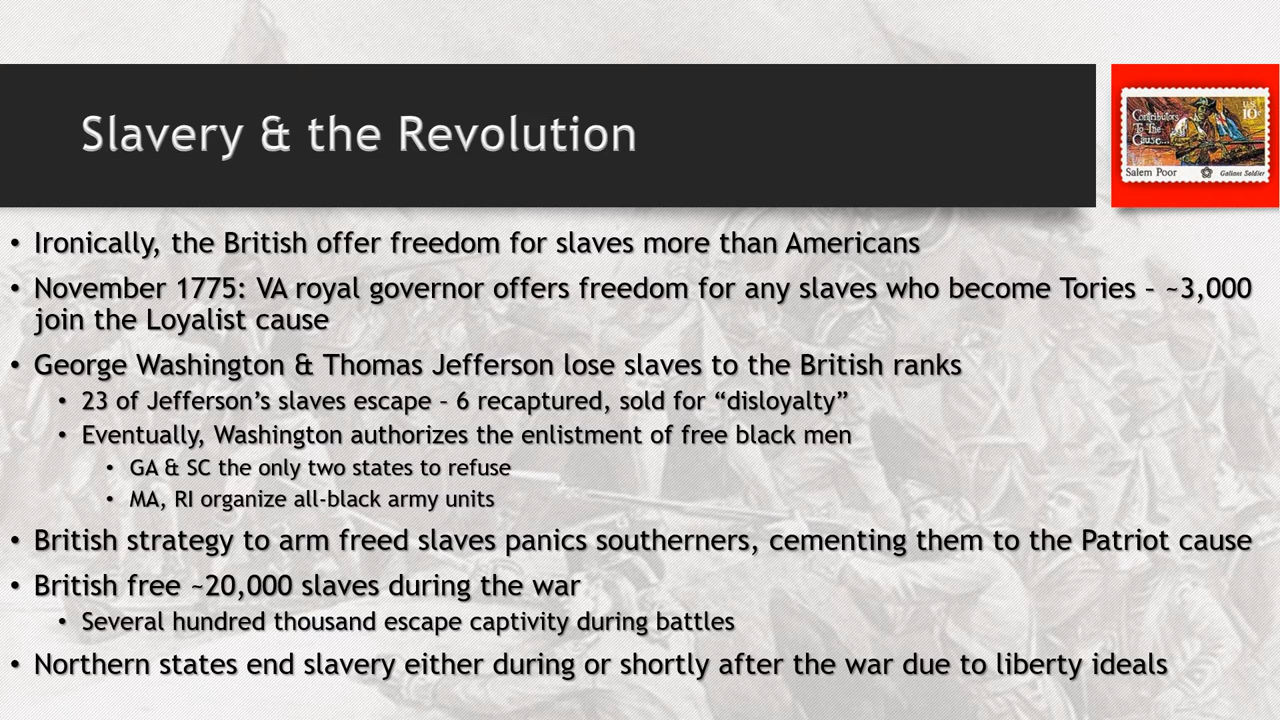 Slavery & the Revolution
Contributors
To The
Cause...
U.S.
10c
Salem Poor
Gallant Soldier
• Ironically, the British offer freedom for slaves more than Americans
• November 1775: VA royal governor offers freedom for any slaves who become Tories – ~3,000
join the Loyalist cause
• George Washington & Thomas Jefferson lose slaves to the British ranks
• 23 of Jefferson’s slaves escape – 6 recaptured, sold for “disloyalty”
• Eventually, Washington authorizes the enlistment of free black men
• GA & SC the only two states to refuse
• MA, RI organize all-black army units
• British strategy to arm freed slaves panics southerners, cementing them to the Patriot cause
• British free ~20,000 slaves during the war
• Several hundred thousand escape captivity during battles
• Northern states end slavery either during or shortly after the war due to liberty ideals